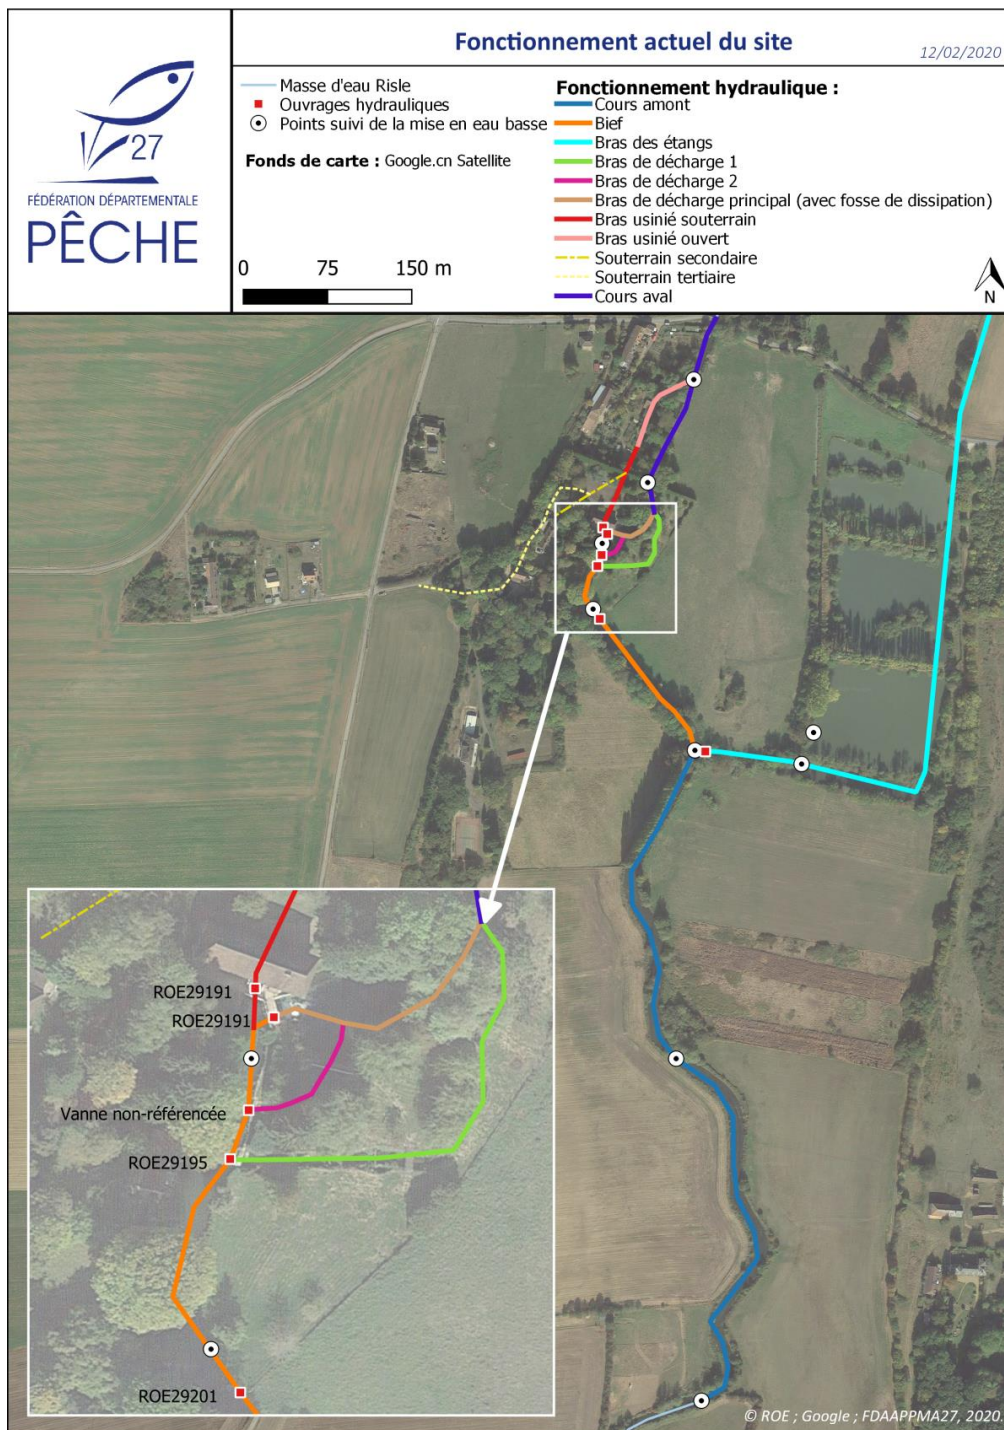 Fonctionnement actuel du site
12/02/2020
27
FÉDÉRATION DÉPARTEMENTALE
PÊCHE
Masse d'eau Risle
Ouvrages hydrauliques
Points suivi de la mise en eau basse
Fonds de carte : Google.cn Satellite
0 75 150 m
Fonctionnement hydraulique :
Cours amont
Bief
Bras des étangs
Bras de décharge 1
Bras de décharge 2
Bras de décharge principal (avec fosse de dissipation)
Bras usinié souterrain
Bras usinié ouvert
Souterrain secondaire
Souterrain tertiaire
Cours aval
N
ROE29191
ROE29191
Vanne non-référencée
ROE29195
ROE29201
© ROE ; Google ; FDAAPPMA27, 2020.